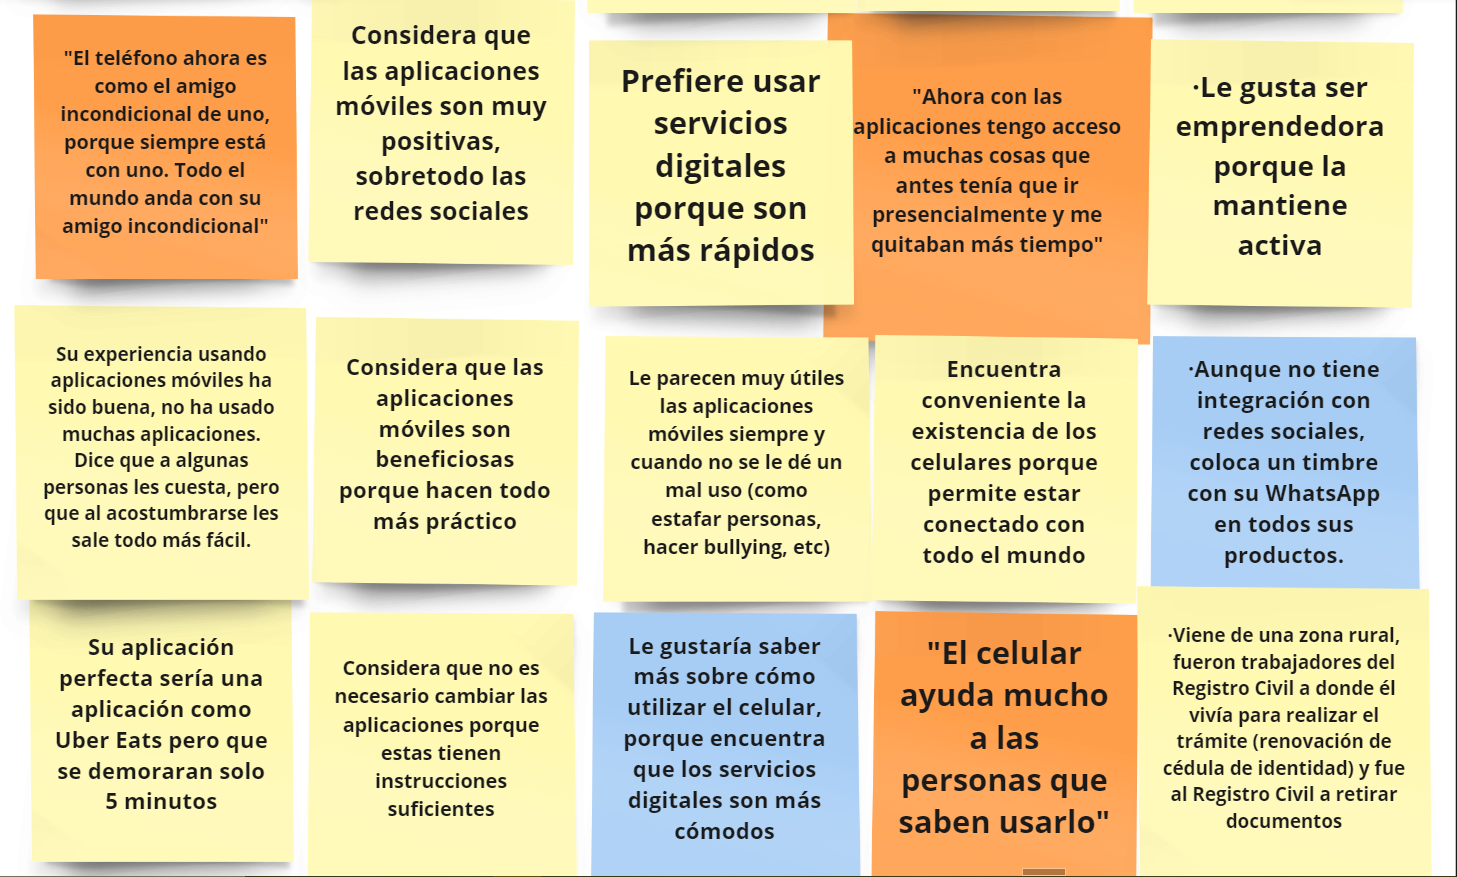 "El teléfono ahora es
como el amigo
incondicional de uno,
porque siempre está
con uno. Todo el
mundo anda con su
amigo incondicional"
Considera que
las aplicaciones
móviles son muy
positivas,
sobretodo las
redes sociales
Prefiere usar
servicios
digitales
porque son
más rápidos
"Ahora con las
aplicaciones tengo acceso
a muchas cosas que
antes tenía que ir
presencialmente y me
quitaban más tiempo"
·Le gusta ser
emprendedora
porque la
mantiene
activa
Su experiencia usando
aplicaciones móviles ha
sido buena, no ha usado
muchas aplicaciones.
Dice que a algunas
personas les cuesta, pero
que al acostumbrarse les
sale todo más fácil.
Considera que las
aplicaciones
móviles son
beneficiosas
porque hacen todo
más práctico
Le parecen muy útiles
las aplicaciones
móviles siempre y
cuando no se le dé un
mal uso (como
estafar personas,
hacer bullying, etc)
Encuentra
conveniente la
existencia de los
celulares porque
permite estar
conectado con
todo el mundo
·Aunque no tiene
integración con
redes sociales,
coloca un timbre
con su WhatsApp
en todos sus
productos.
Su aplicación
perfecta sería una
aplicación como
Uber Eats pero que
se demoraran solo
5 minutos
Considera que no es
necesario cambiar las
aplicaciones porque
estas tienen
instrucciones
suficientes
Le gustaría saber
más sobre cómo
utilizar el celular,
porque encuentra
que los servicios
digitales son más
cómodos
"El celular
ayuda mucho
a las
personas que
saben usarlo"
·Viene de una zona rural,
fueron trabajadores del
Registro Civil a donde él
vivía para realizar el
trámite (renovación de
cédula de identidad) y fue
al Registro Civil a retirar
documentos